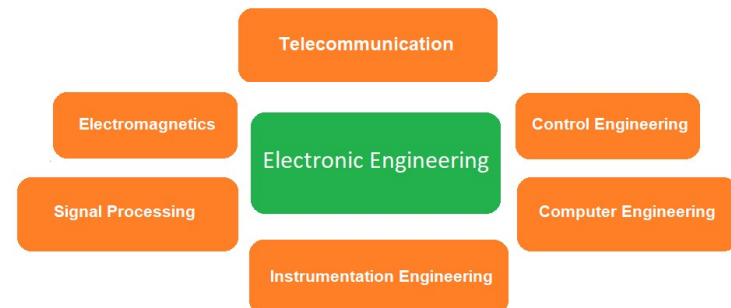 Telecommunication
Electromagnetics
Control Engineering
Electronic Engineering
Signal Processing
Computer Engineering
Instrumentation Engineering